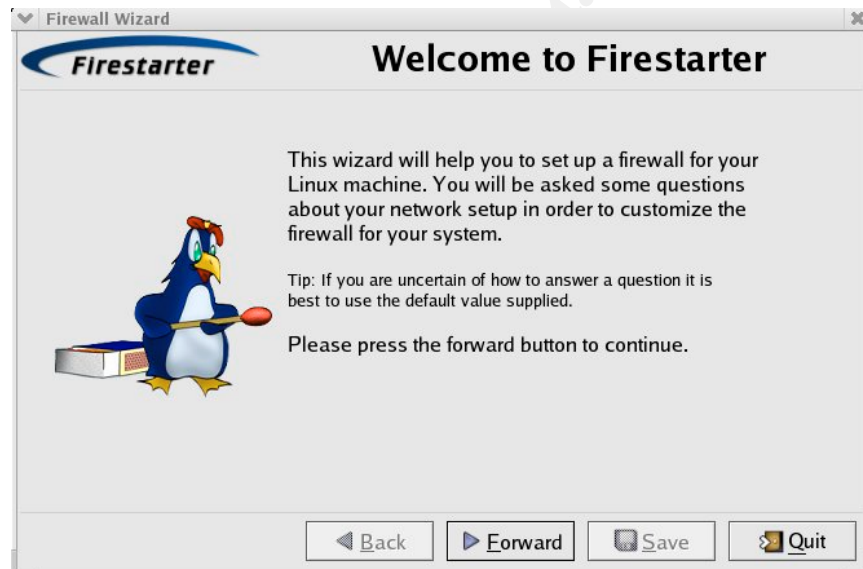 Firewall Wizard
Firestarter
Welcome to Firestarter
This wizard will help you to set up a firewall for your
Linux machine. You will be asked some questions
about your network setup in order to customize the
firewall for your system.
Tip: If you are uncertain of how to answer a question it is
best to use the default value supplied.
Please press the forward button to continue.
Back
Forward
Save
Quit